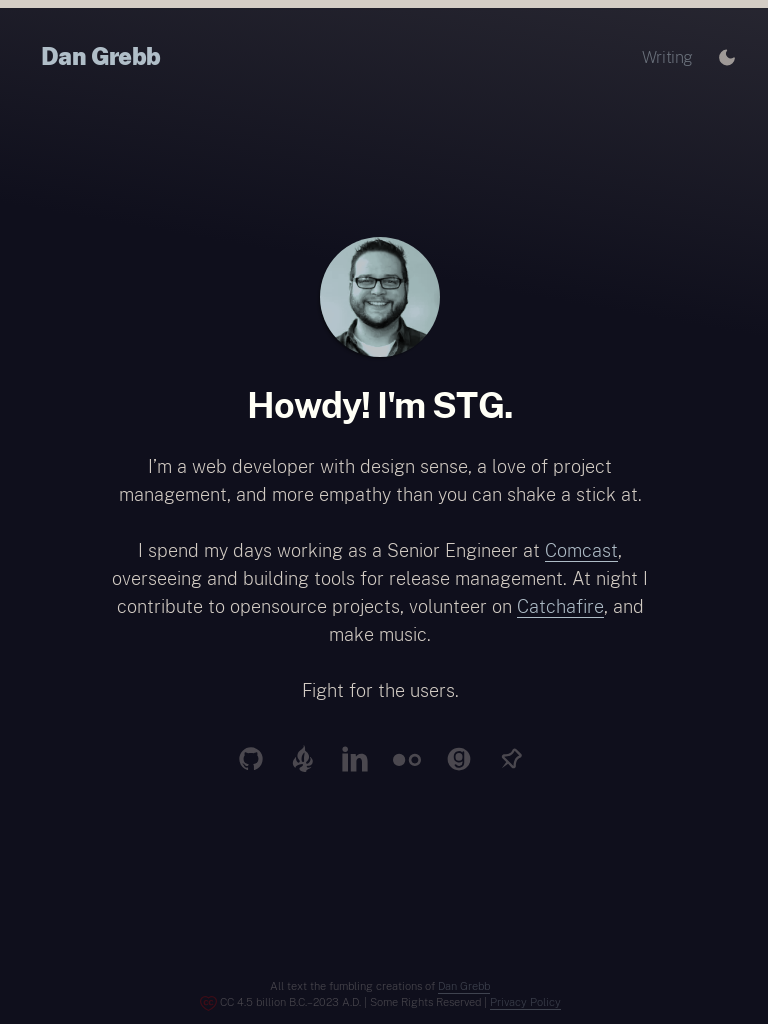 Dan Grebb
Writing
Howdy! I'm STG.
I’m a web developer with design sense, a love of project
management, and more empathy than you can shake a stick at.
I spend my days working as a Senior Engineer at Comcast,
overseeing and building tools for release management. At night I
contribute to opensource projects, volunteer on Catchafire, and
make music.
Fight for the users.
in
g
All text the fumbling creations of Dan Grebb
CC 4.5 billion B.C.–2023 A.D. | Some Rights Reserved | Privacy Policy